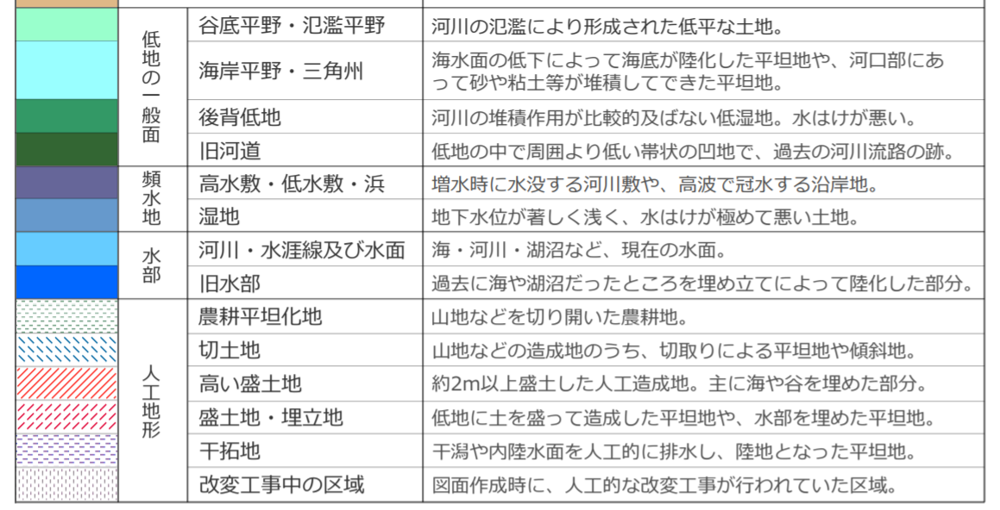 低地の一般面
谷底平野・氾濫平野
河川の氾濫により形成された低平な土地。
海岸平野・三角州
海水面の低下によって海底が陸化した平坦地や、河口部にあ
って砂や粘土等が堆積してできた平坦地。
後背低地
河川の堆積作用が比較的及ばない低湿地。水はけが悪い。
旧河道
低地の中で周囲より低い帯状の凹地で、過去の河川流路の跡。
頻水地
高水敷・低水敷・浜
増水時に水没する河川敷や、高波で冠水する沿岸地。
湿地
地下水位が著しく浅く、水はけが極めて悪い土地。
水部
河川・水涯線及び水面
海・河川・湖沼など、現在の水面。
旧水部
過去に海や湖沼だったところを埋め立てによって陸化した部分。
人工地形
農耕平坦化地
山地などを切り開いた農耕地。
切土地
山地などの造成地のうち、切取りによる平坦地や傾斜地。
高い盛土地
約2m以上盛土した人工造成地。主に海や谷を埋めた部分。
盛土地・埋立地
低地に土を盛って造成した平坦地や、水部を埋めた平坦地。
干拓地
干潟や内陸水面を人工的に排水し、陸地となった平坦地。
改変工事中の区域
図面作成時に、人工的な改変工事が行われていた区域。